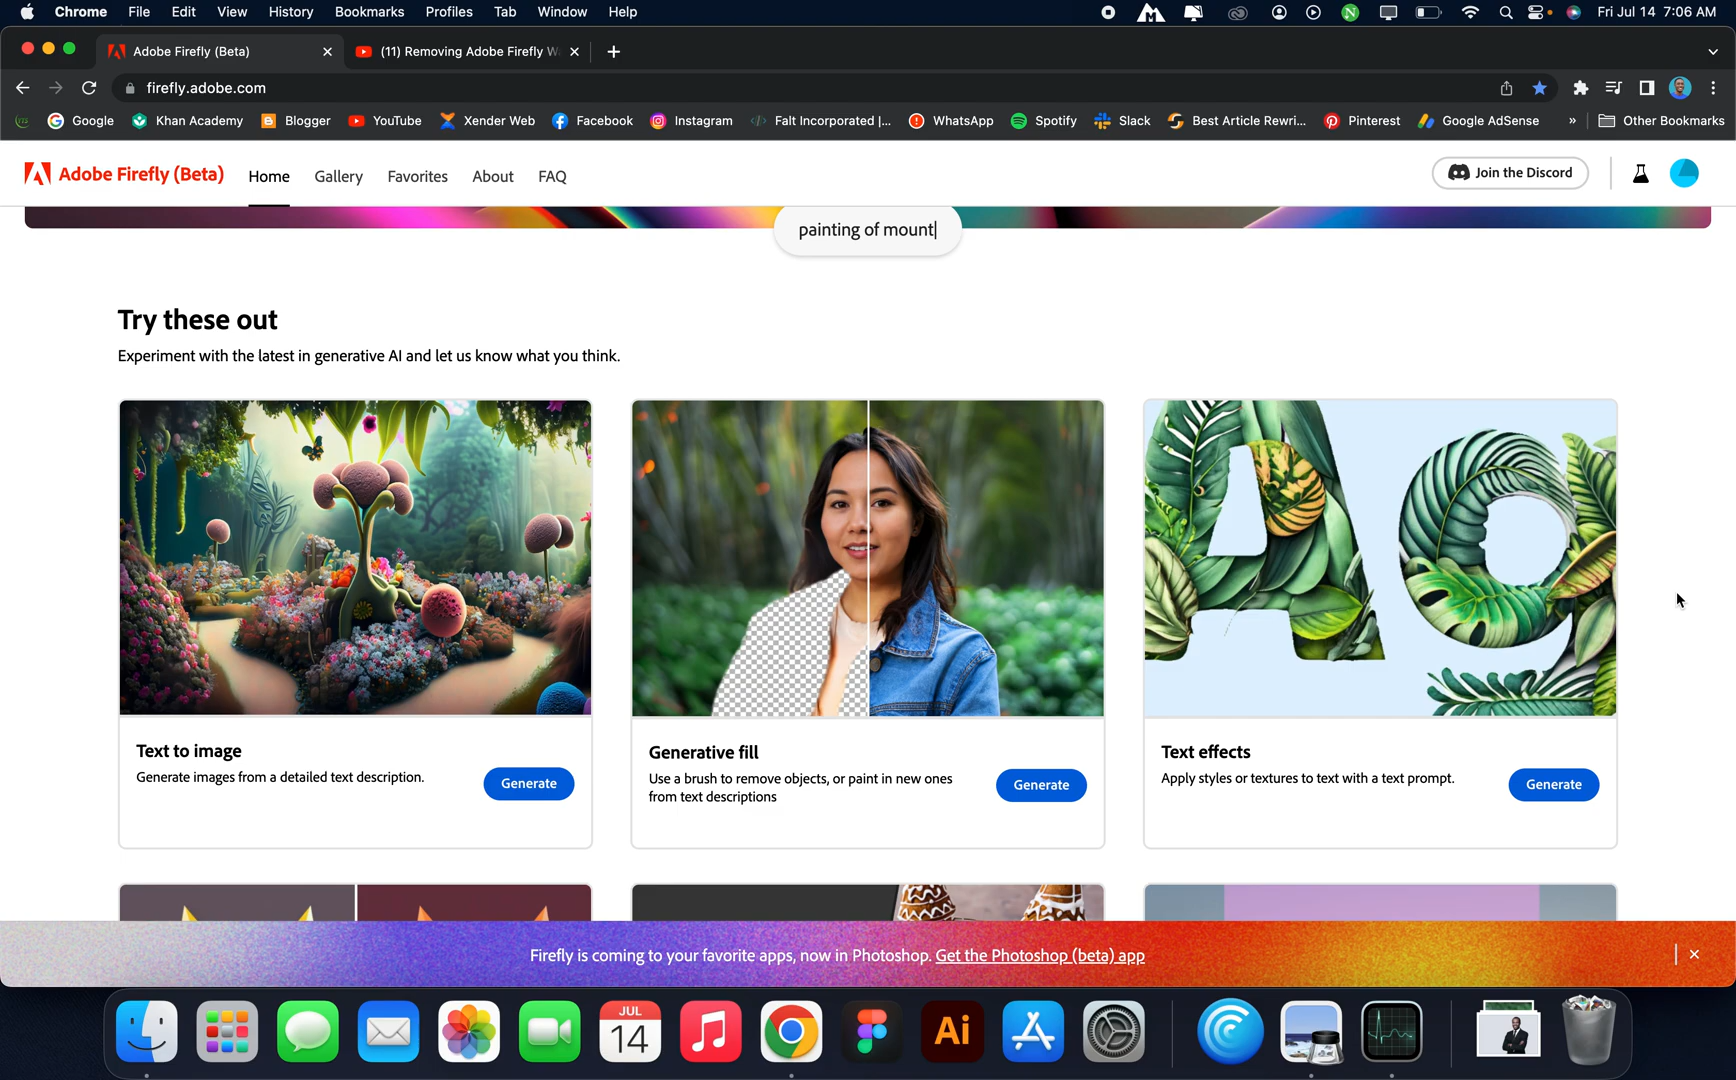 Chrome File Edit View History Bookmarks Profiles Tab Window Help Fri Jul 14 7:06 AM
Adobe Firefly (Beta) (11) Removing Adobe Firefly W
firefly.adobe.com
Google Khan Academy Blogger YouTube Xender Web Facebook Instagram Falt Incorporated |... WhatsApp Spotify Slack Best Article Rewri... Pinterest Google AdSense » Other Bookmarks
Adobe Firefly (Beta) Home Gallery Favorites About FAQ Join the Discord
painting of mount
Try these out
Experiment with the latest in generative AI and let us know what you think.
Ag
Text to image
Generate images from a detailed text description.
Generate
Generative fill
Use a brush to remove objects, or paint in new ones
from text descriptions
Generate
Text effects
Apply styles or textures to text with a text prompt.
Generate
Firefly is coming to your favorite apps, now in Photoshop. Get the Photoshop (beta) app
JUL
14
Ai